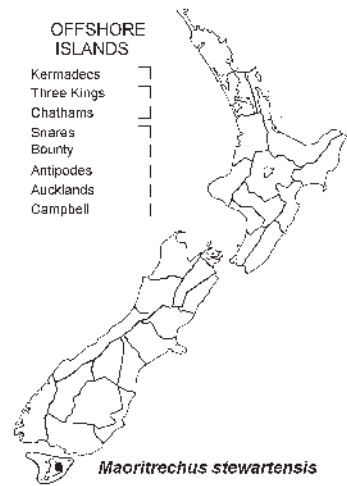 OFFSHORE
ISLANDS
Kermadecs
Three Kings
Chathams
Snares
Bounty
Antipodes
Aucklands
Campbell
Maoritrechus stewartensis